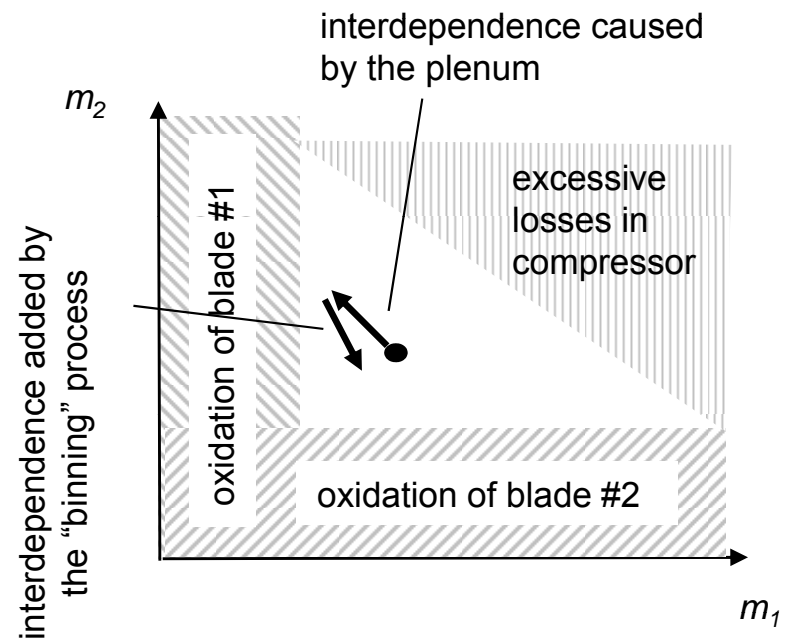 interdependence caused
by the plenum
m₂
excessive
losses in
compressor
interdependence added by
the “binning” process
oxidation of blade #1
oxidation of blade #2
m₁